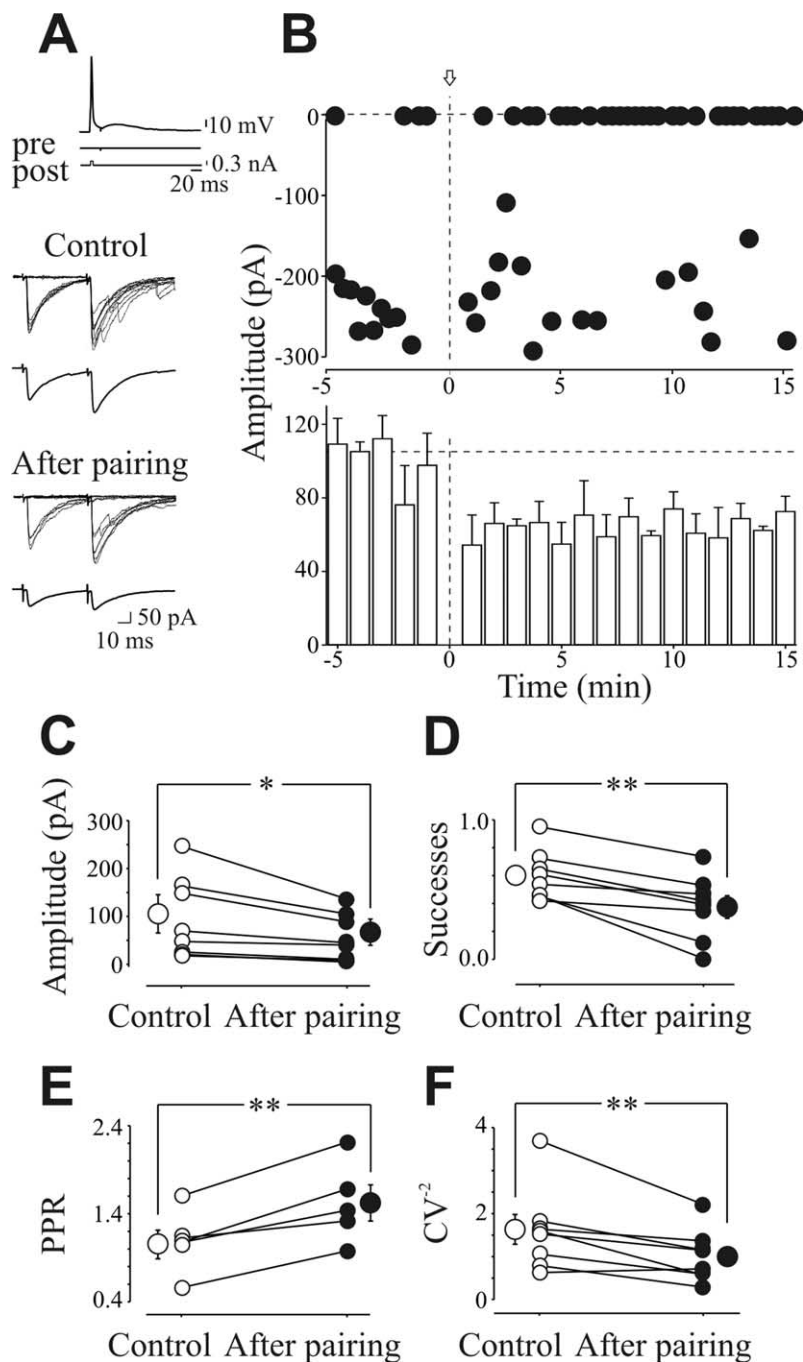 A
10 mV
pre
post
0.3 nA
20 ms
Control
After pairing
50 pA
10 ms
B
Amplitude (pA)
0
-100
-200
-300
-5
0
5
10
15
120
80
40
0
-5
0
5
10
15
Time (min)
C
*
Amplitude (pA)
300
200
100
0
Control
After pairing
D
**
Successes
1.0
0.0
Control
After pairing
E
**
PPR
2.4
1.4
0.4
Control
After pairing
F
**
CV⁻²
4
2
0
Control
After pairing